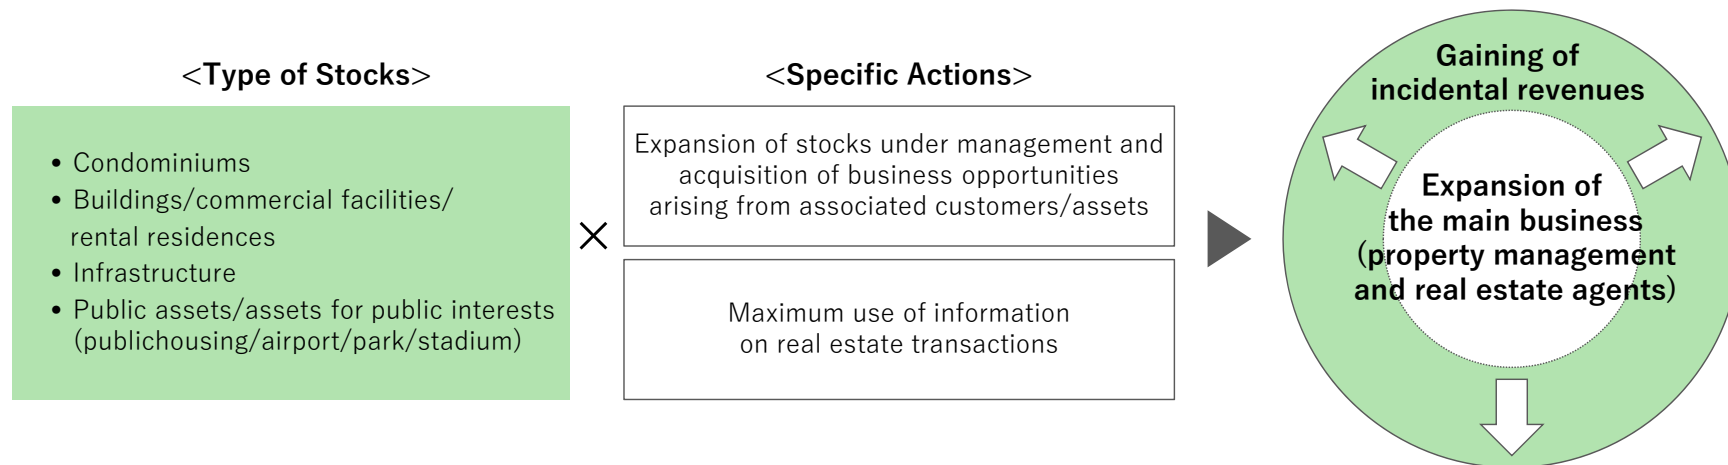 <Type of Stocks>
• Condominiums
• Buildings/commercial facilities/
rental residences
• Infrastructure
• Public assets/assets for public interests
(publichousing/airport/park/stadium)
×
<Specific Actions>
Expansion of stocks under management and
acquisition of business opportunities
arising from associated customers/assets
Maximum use of information
on real estate transactions
Gaining of
incidental revenues
Expansion of
the main business
(property management
and real estate agents)